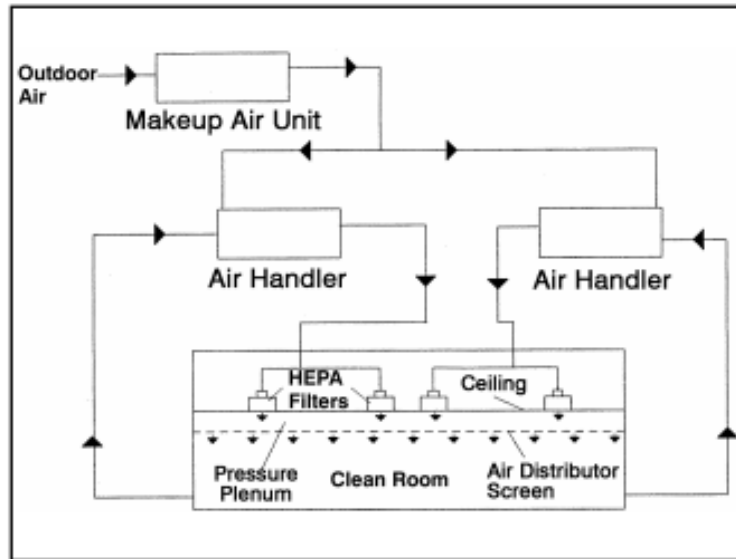 Outdoor
Air
Makeup Air Unit
Air Handler
Air Handler
HEPA
Filters
Ceiling
Pressure
Plenum
Clean Room
Air Distributor
Screen